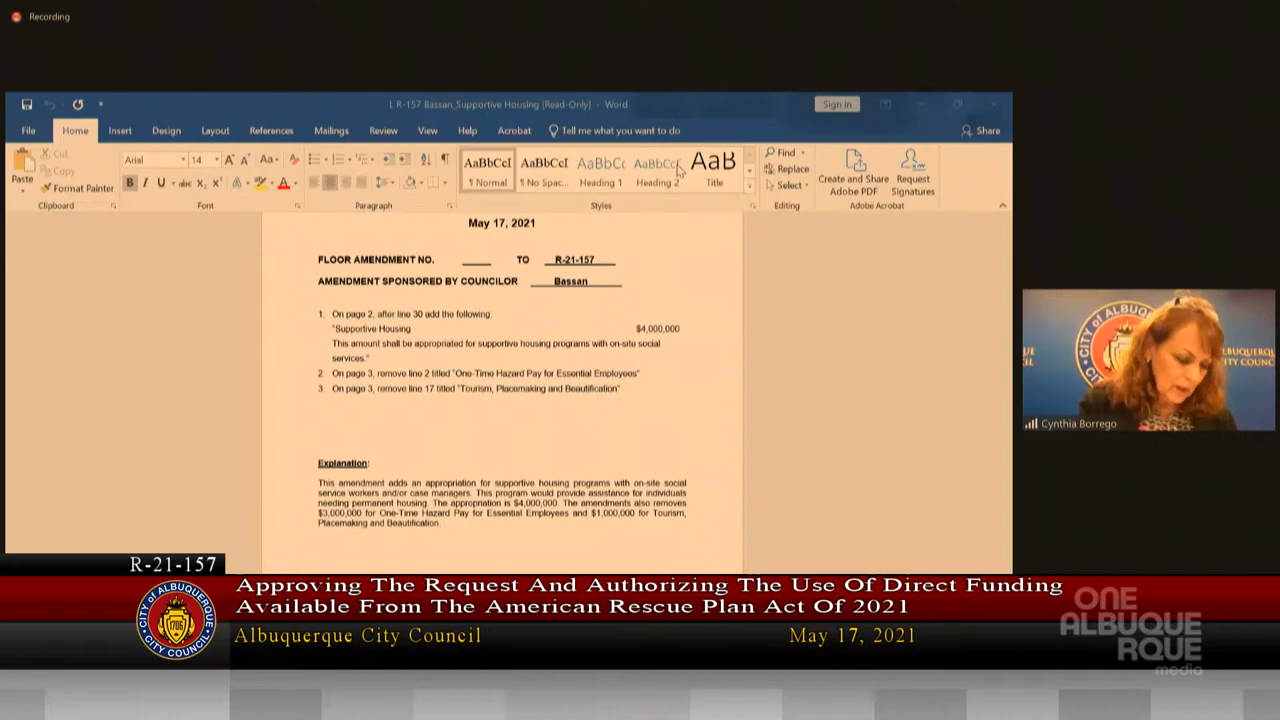 Recording
L R-157 Bassan_Supportive Housing [Read-Only] - Word
Sign in
File Home Insert Design Layout References Mailings Review View Help Acrobat Tell me what you want to do Share
Paste
Cut
Copy
Format Painter
Clipboard
Arial 14
Font
Paragraph
AaBbCcI AaBbCcI AaBbCc AaBbCcI AaB
¶ Normal ¶ No Spac... Heading 1 Heading 2 Title
Styles
Find
Replace
Select
Editing
Create and Share
Adobe PDF
Request
Signatures
Adobe Acrobat
May 17, 2021
FLOOR AMENDMENT NO. ____ TO R-21-157
AMENDMENT SPONSORED BY COUNCILOR Bassan
1. On page 2, after line 30 add the following:
"Supportive Housing $4,000,000
This amount shall be appropriated for supportive housing programs with on-site social
services."
2. On page 3, remove line 2 titled "One-Time Hazard Pay for Essential Employees"
3. On page 3, remove line 17 titled "Tourism, Placemaking and Beautification"
Explanation:
This amendment adds an appropriation for supportive housing programs with on-site social
service workers and/or case managers. This program would provide assistance for individuals
needing permanent housing. The appropriation is $4,000,000. The amendments also removes
$3,000,000 for One-Time Hazard Pay for Essential Employees and $1,000,000 for Tourism,
Placemaking and Beautification.
Cynthia Borrego
R-21-157
Approving The Request And Authorizing The Use Of Direct Funding
Available From The American Rescue Plan Act Of 2021
Albuquerque City Council May 17, 2021
CITY of ALBUQUERQUE
1706
CITY COUNCIL
ONE
ALBUQUE
RQUE
media